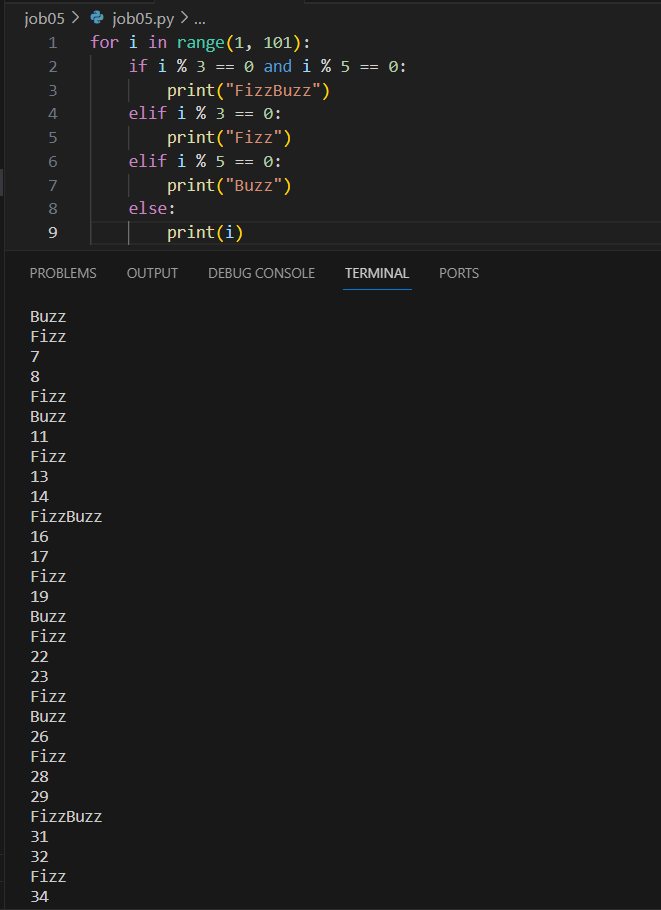 job05 > job05.py > ...
1 for i in range(1, 101):
2     if i % 3 == 0 and i % 5 == 0:
3         print("FizzBuzz")
4     elif i % 3 == 0:
5         print("Fizz")
6     elif i % 5 == 0:
7         print("Buzz")
8     else:
9         print(i)
PROBLEMS OUTPUT DEBUG CONSOLE TERMINAL PORTS
Buzz
Fizz
7
8
Fizz
Buzz
11
Fizz
13
14
FizzBuzz
16
17
Fizz
19
Buzz
Fizz
22
23
Fizz
Buzz
26
Fizz
28
29
FizzBuzz
31
32
Fizz
34